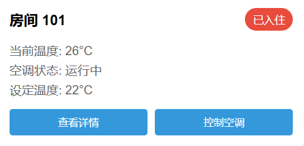 房间 101
已入住
当前温度: 26°C
空调状态: 运行中
设定温度: 22°C
查看详情
控制空调